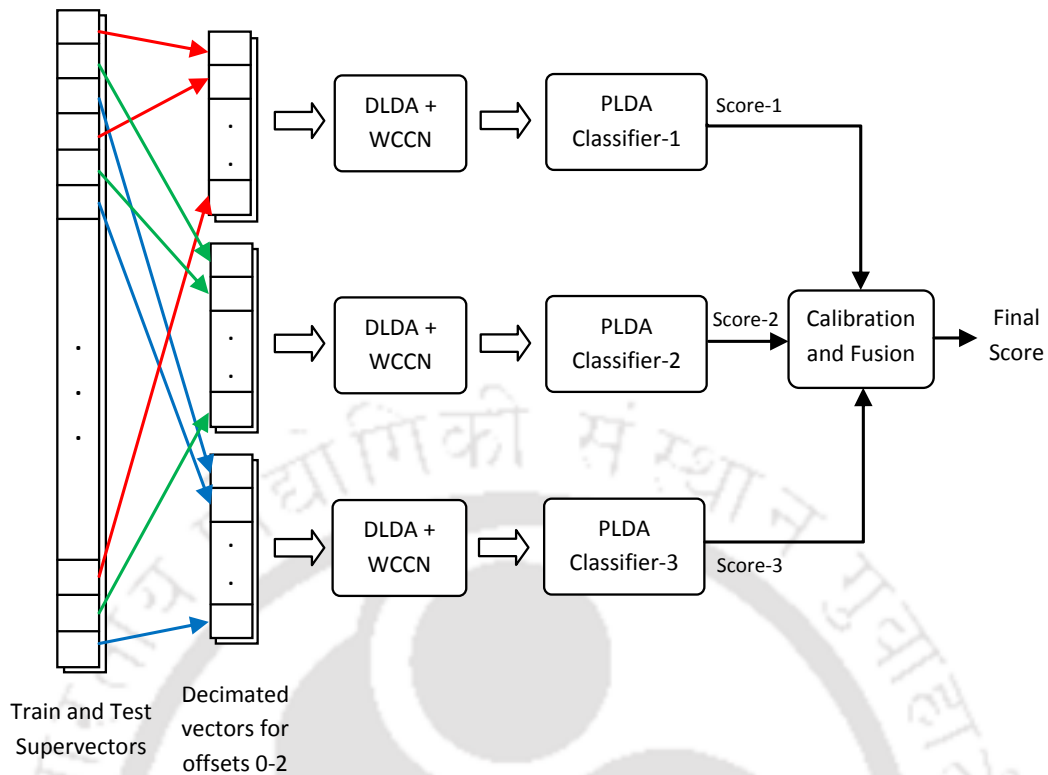 DLDA +
WCCN
PLDA
Classifier-1
Score-1
DLDA +
WCCN
PLDA
Classifier-2
Score-2
Calibration
and Fusion
Final
Score
DLDA +
WCCN
PLDA
Classifier-3
Score-3
Train and Test
Supervectors
Decimated
vectors for
offsets 0-2